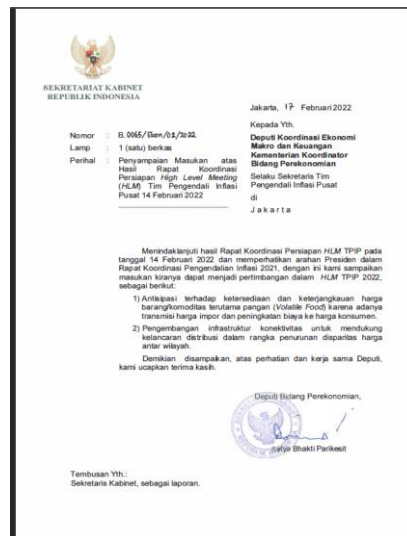 SEKRETARIAT KABINET
REPUBLIK INDONESIA
Jakarta, 17 Februari 2022
Kepada Yth.
Deputi Koordinasi Ekonomi
Makro dan Keuangan
Kementerian Koordinator
Bidang Perekonomian
Selaku Sekretaris Tim
Pengendali Inflasi Pusat
di
Jakarta
Nomor : B.0065/Ekon/02/2022
Lamp : 1 (satu) berkas
Perihal : Penyampaian Masukan atas
Hasil Rapat Koordinasi
Persiapan High Level Meeting
(HLM) Tim Pengendali Inflasi
Pusat 14 Februari 2022
Menindaklanjuti hasil Rapat Koordinasi Persiapan HLM TPIP pada
tanggal 14 Februari 2022 dan memperhatikan arahan Presiden dalam
Rapat Koordinasi Pengendalian Inflasi 2021, dengan ini kami sampaikan
masukan kiranya dapat menjadi pertimbangan dalam HLM TPIP 2022,
sebagai berikut:
1) Antisipasi terhadap ketersediaan dan keterjangkauan harga
barang/komoditas terutama pangan (Volatile Food) karena adanya
transmisi harga impor dan peningkatan biaya ke harga konsumen.
2) Pengembangan infrastruktur konektivitas untuk mendukung
kelancaran distribusi dalam rangka penurunan disparitas harga
antar wilayah.
Demikian disampaikan, atas perhatian dan kerja sama Deputi,
kami ucapkan terima kasih.
Deputi Bidang Perekonomian,
Satya Bhakti Parikesit
Tembusan Yth.:
Sekretaris Kabinet, sebagai laporan.